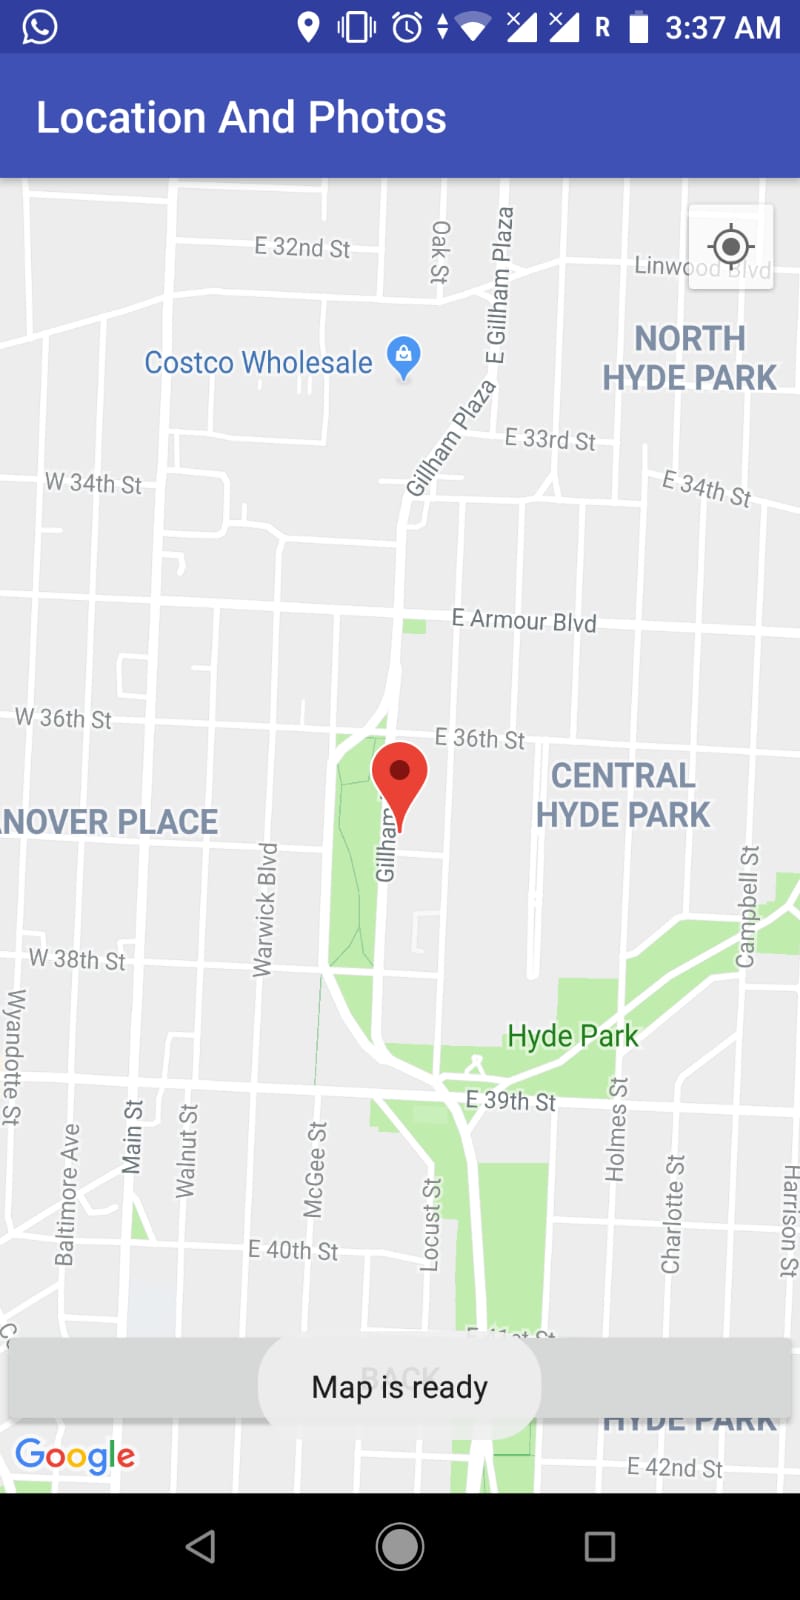 3:37 AM
R
Location And Photos
E 32nd St
Oak St
E Gillham Plaza
Linwood Blvd
NORTH
HYDE PARK
Costco Wholesale
Gillham Plaza
E 33rd St
W 34th St
E 34th St
E Armour Blvd
W 36th St
E 36th St
CENTRAL
HYDE PARK
NOVER PLACE
Gillham
Warwick Blvd
Campbell St
W 38th St
Wyandotte St
Hyde Park
E 39th St
Holmes St
Main St
Walnut St
McGee St
Baltimore Ave
Locust St
Charlotte St
Harrison St
E 40th St
E 41st St
BACK
Map is ready
HYDE PARK
Google
E 42nd St